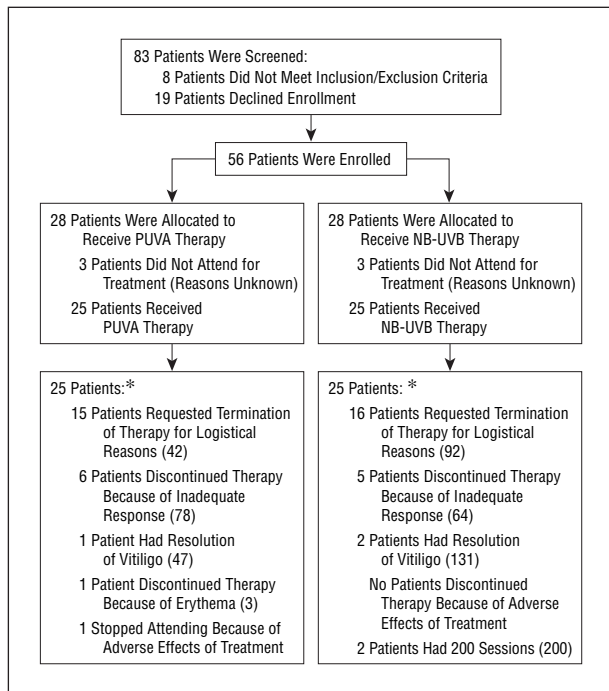 83 Patients Were Screened:
8 Patients Did Not Meet Inclusion/Exclusion Criteria
19 Patients Declined Enrollment
56 Patients Were Enrolled
28 Patients Were Allocated to
Receive PUVA Therapy
3 Patients Did Not Attend for
Treatment (Reasons Unknown)
25 Patients Received
PUVA Therapy
28 Patients Were Allocated to
Receive NB-UVB Therapy
3 Patients Did Not Attend for
Treatment (Reasons Unknown)
25 Patients Received
NB-UVB Therapy
25 Patients:*
15 Patients Requested Termination
of Therapy for Logistical
Reasons (42)
6 Patients Discontinued Therapy
Because of Inadequate
Response (78)
1 Patient Had Resolution
of Vitiligo (47)
1 Patient Discontinued Therapy
Because of Erythema (3)
1 Stopped Attending Because of
Adverse Effects of Treatment
25 Patients: *
16 Patients Requested Termination
of Therapy for Logistical
Reasons (92)
5 Patients Discontinued Therapy
Because of Inadequate
Response (64)
2 Patients Had Resolution
of Vitiligo (131)
No Patients Discontinued
Therapy Because of Adverse
Effects of Treatment
2 Patients Had 200 Sessions (200)